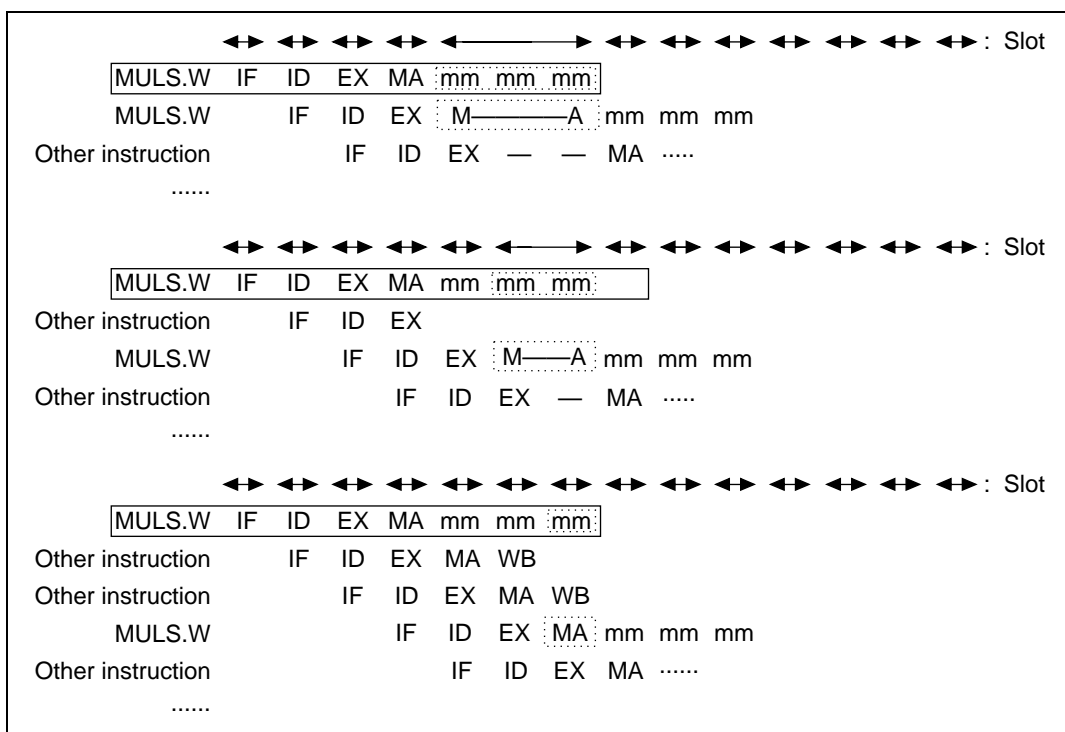 : Slot
MULS.W IF ID EX MA mm mm mm
MULS.W IF ID EX M———A mm mm mm
Other instruction IF ID EX — — MA ·····
......
: Slot
MULS.W IF ID EX MA mm mm mm
Other instruction IF ID EX
MULS.W IF ID EX M——A mm mm mm
Other instruction IF ID EX — MA ·····
......
: Slot
MULS.W IF ID EX MA mm mm mm
Other instruction IF ID EX MA WB
Other instruction IF ID EX MA WB
MULS.W IF ID EX MA mm mm mm
Other instruction IF ID EX MA ······
......